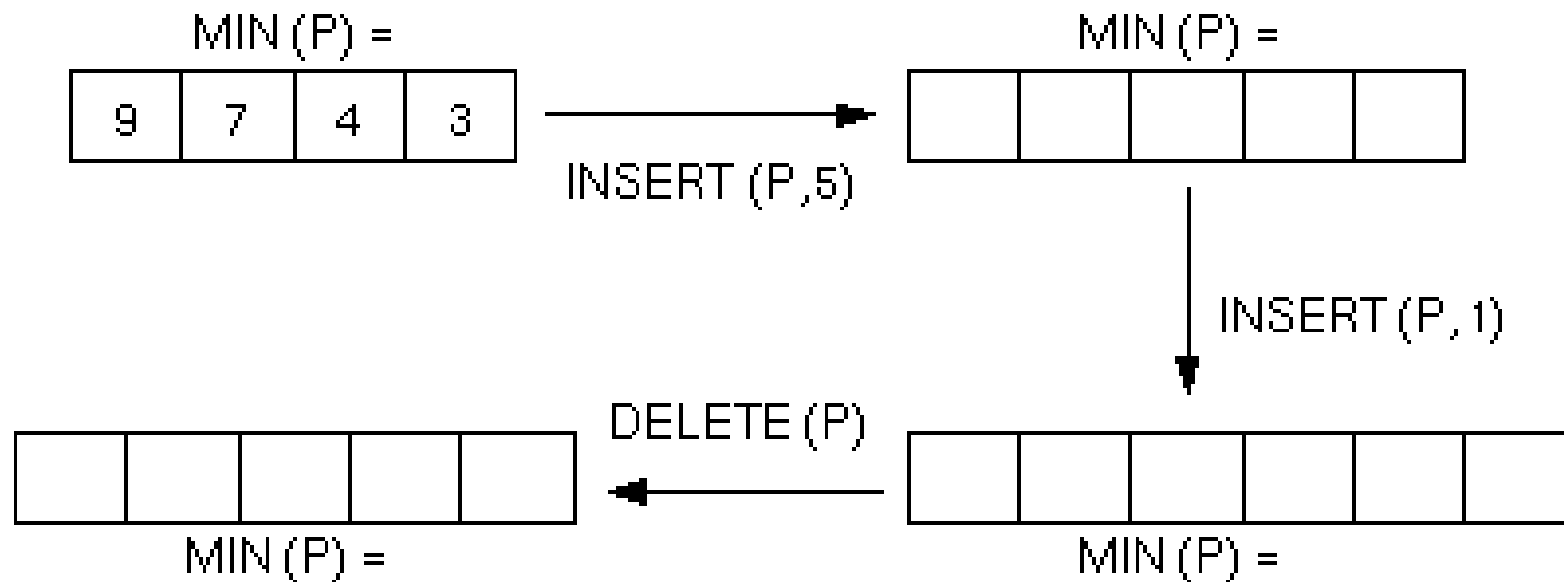 MIN (P) =
9 7 4 3
INSERT (P,5)
MIN (P) =
INSERT (P, 1)
DELETE (P)
MIN (P) =
MIN (P) =